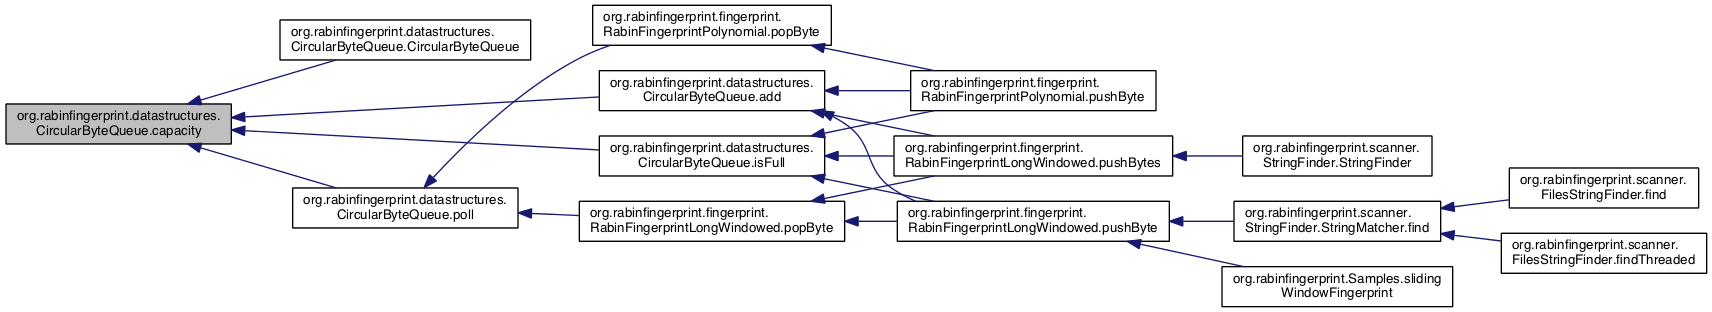 org.rabinfingerprint.datastructures.
CircularByteQueue.capacity
org.rabinfingerprint.datastructures.
CircularByteQueue.CircularByteQueue
org.rabinfingerprint.datastructures.
CircularByteQueue.poll
org.rabinfingerprint.fingerprint.
RabinFingerprintPolynomial.popByte
org.rabinfingerprint.datastructures.
CircularByteQueue.add
org.rabinfingerprint.datastructures.
CircularByteQueue.isFull
org.rabinfingerprint.fingerprint.
RabinFingerprintLongWindowed.popByte
org.rabinfingerprint.fingerprint.
RabinFingerprintPolynomial.pushByte
org.rabinfingerprint.fingerprint.
RabinFingerprintLongWindowed.pushBytes
org.rabinfingerprint.fingerprint.
RabinFingerprintLongWindowed.pushByte
org.rabinfingerprint.scanner.
StringFinder.StringFinder
org.rabinfingerprint.scanner.
StringFinder.StringMatcher.find
org.rabinfingerprint.Samples.sliding
WindowFingerprint
org.rabinfingerprint.scanner.
FilesStringFinder.find
org.rabinfingerprint.scanner.
FilesStringFinder.findThreaded